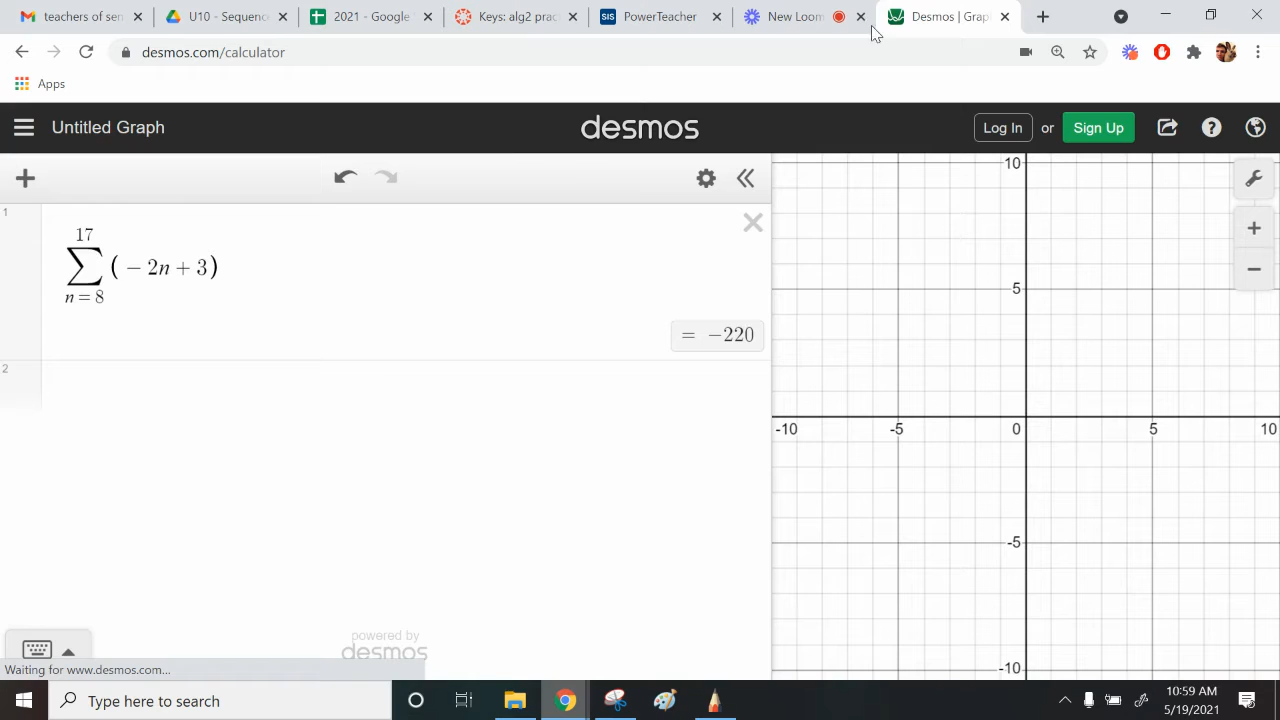 teachers of sen
U10 - Sequenc
2021 - Google
Keys: alg2 prac
SIS
PowerTeacher
New Loom
Desmos | Grap
desmos.com/calculator
Apps
Untitled Graph
desmos
Log In
or
Sign Up
1
17
∑ ( − 2n + 3 )
n = 8
= −220
2
10
5
-10
-5
0
5
10
-5
-10
powered by
desmos
Waiting for www.desmos.com...
Type here to search
10:59 AM
5/19/2021